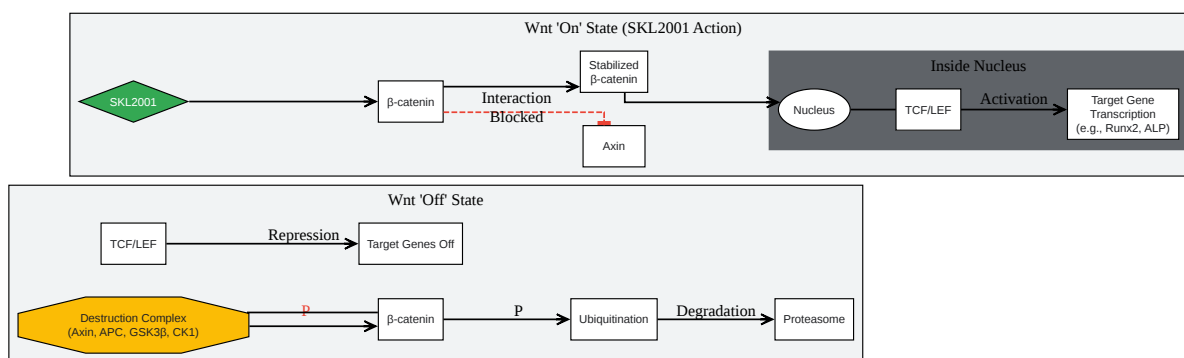 Wnt 'On' State (SKL2001 Action)
SKL2001
β-catenin
Interaction
Blocked
Stabilized
β-catenin
Axin
Inside Nucleus
Nucleus
TCF/LEF
Activation
Target Gene
Transcription
(e.g., Runx2, ALP)
Wnt 'Off' State
TCF/LEF
Repression
Target Genes Off
Destruction Complex
(Axin, APC, GSK3β, CK1)
P
β-catenin
P
Ubiquitination
Degradation
Proteasome